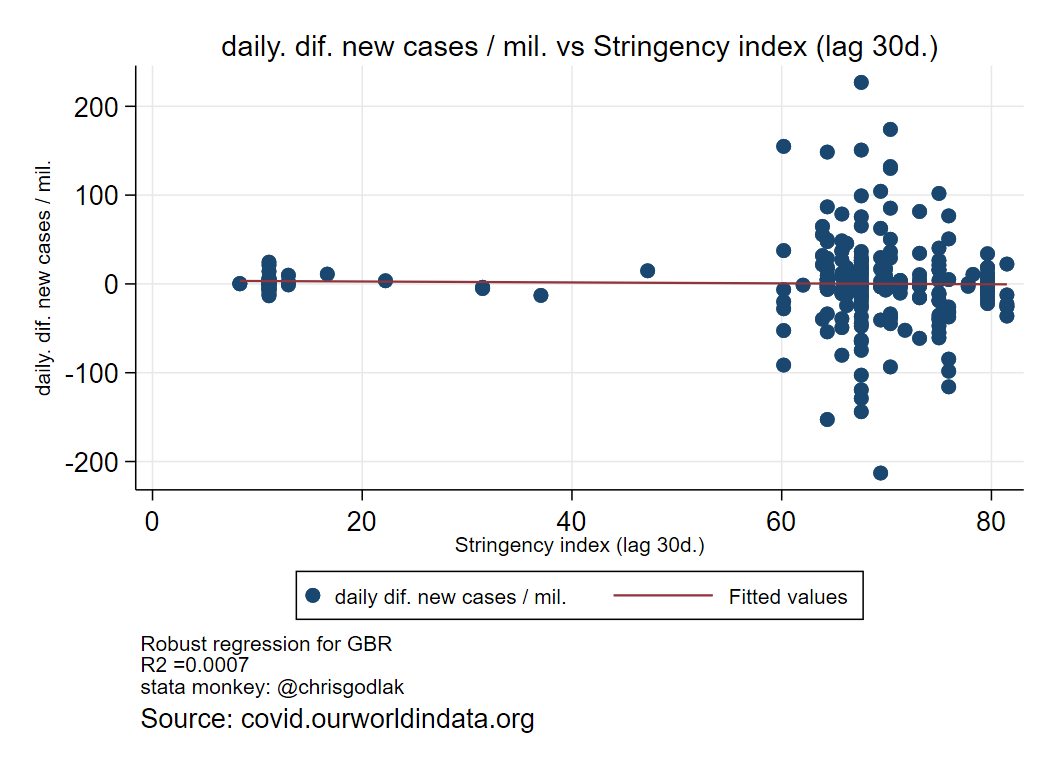 daily. dif. new cases / mil. vs Stringency index (lag 30d.)
daily. dif. new cases / mil.
200
100
0
-100
-200
0 20 40 60 80
Stringency index (lag 30d.)
daily dif. new cases / mil. Fitted values
Robust regression for GBR
R2 =0.0007
stata monkey: @chrisgodlak
Source: covid.ourworldindata.org